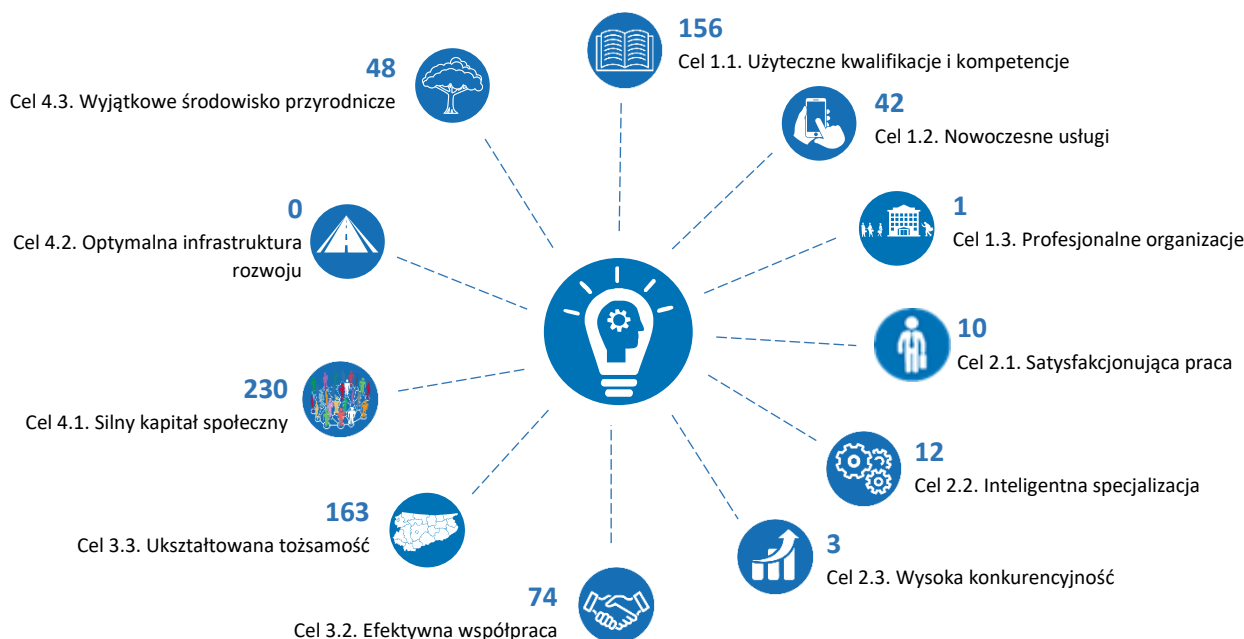 156
Cel 1.1. Użyteczne kwalifikacje i kompetencje
42
Cel 1.2. Nowoczesne usługi
1
Cel 1.3. Profesjonalne organizacje
10
Cel 2.1. Satysfakcjonująca praca
12
Cel 2.2. Inteligentna specjalizacja
3
Cel 2.3. Wysoka konkurencyjność
74
Cel 3.2. Efektywna współpraca
163
Cel 3.3. Ukształtowana tożsamość
230
Cel 4.1. Silny kapitał społeczny
0
Cel 4.2. Optymalna infrastruktura
rozwoju
48
Cel 4.3. Wyjątkowe środowisko przyrodnicze